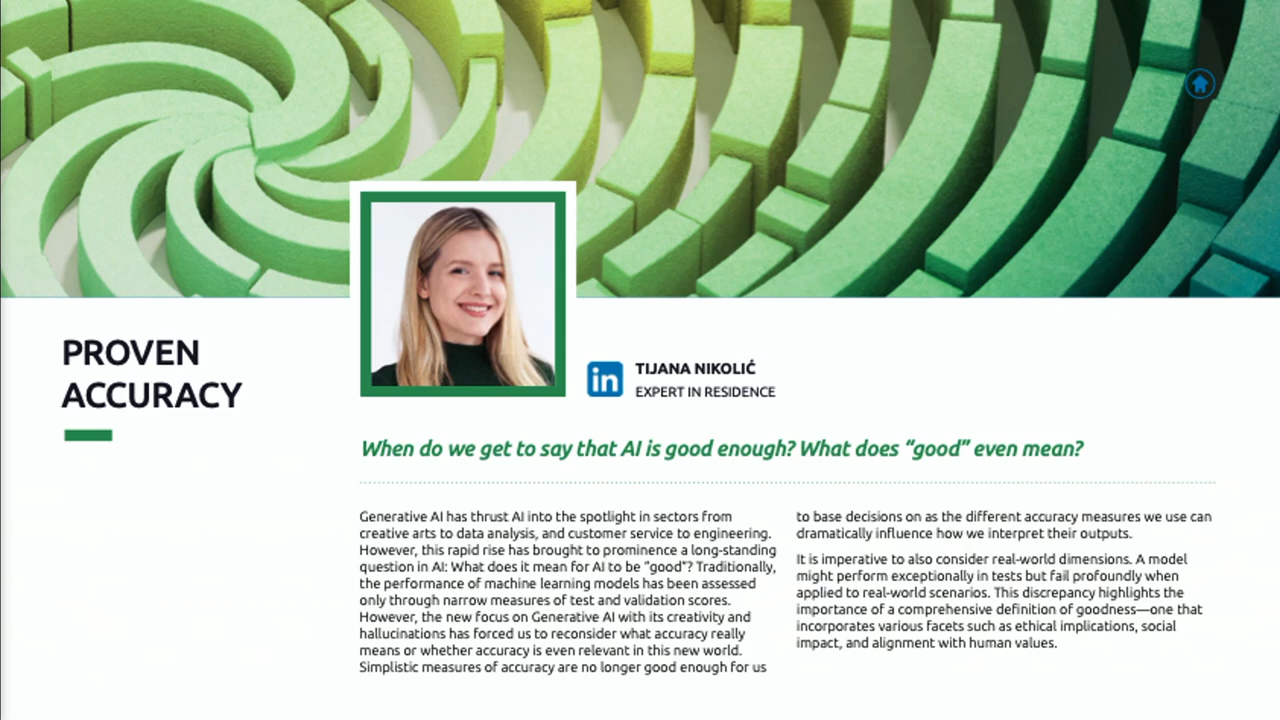 PROVEN
ACCURACY
in
TIJANA NIKOLIĆ
EXPERT IN RESIDENCE
When do we get to say that AI is good enough? What does “good” even mean?
Generative AI has thrust AI into the spotlight in sectors from
creative arts to data analysis, and customer service to engineering.
However, this rapid rise has brought to prominence a long-standing
question in AI: What does it mean for AI to be “good”? Traditionally,
the performance of machine learning models has been assessed
only through narrow measures of test and validation scores.
However, the new focus on Generative AI with its creativity and
hallucinations has forced us to reconsider what accuracy really
means or whether accuracy is even relevant in this new world.
Simplistic measures of accuracy are no longer good enough for us
to base decisions on as the different accuracy measures we use can
dramatically influence how we interpret their outputs.
It is imperative to also consider real-world dimensions. A model
might perform exceptionally in tests but fail profoundly when
applied to real-world scenarios. This discrepancy highlights the
importance of a comprehensive definition of goodness—one that
incorporates various facets such as ethical implications, social
impact, and alignment with human values.